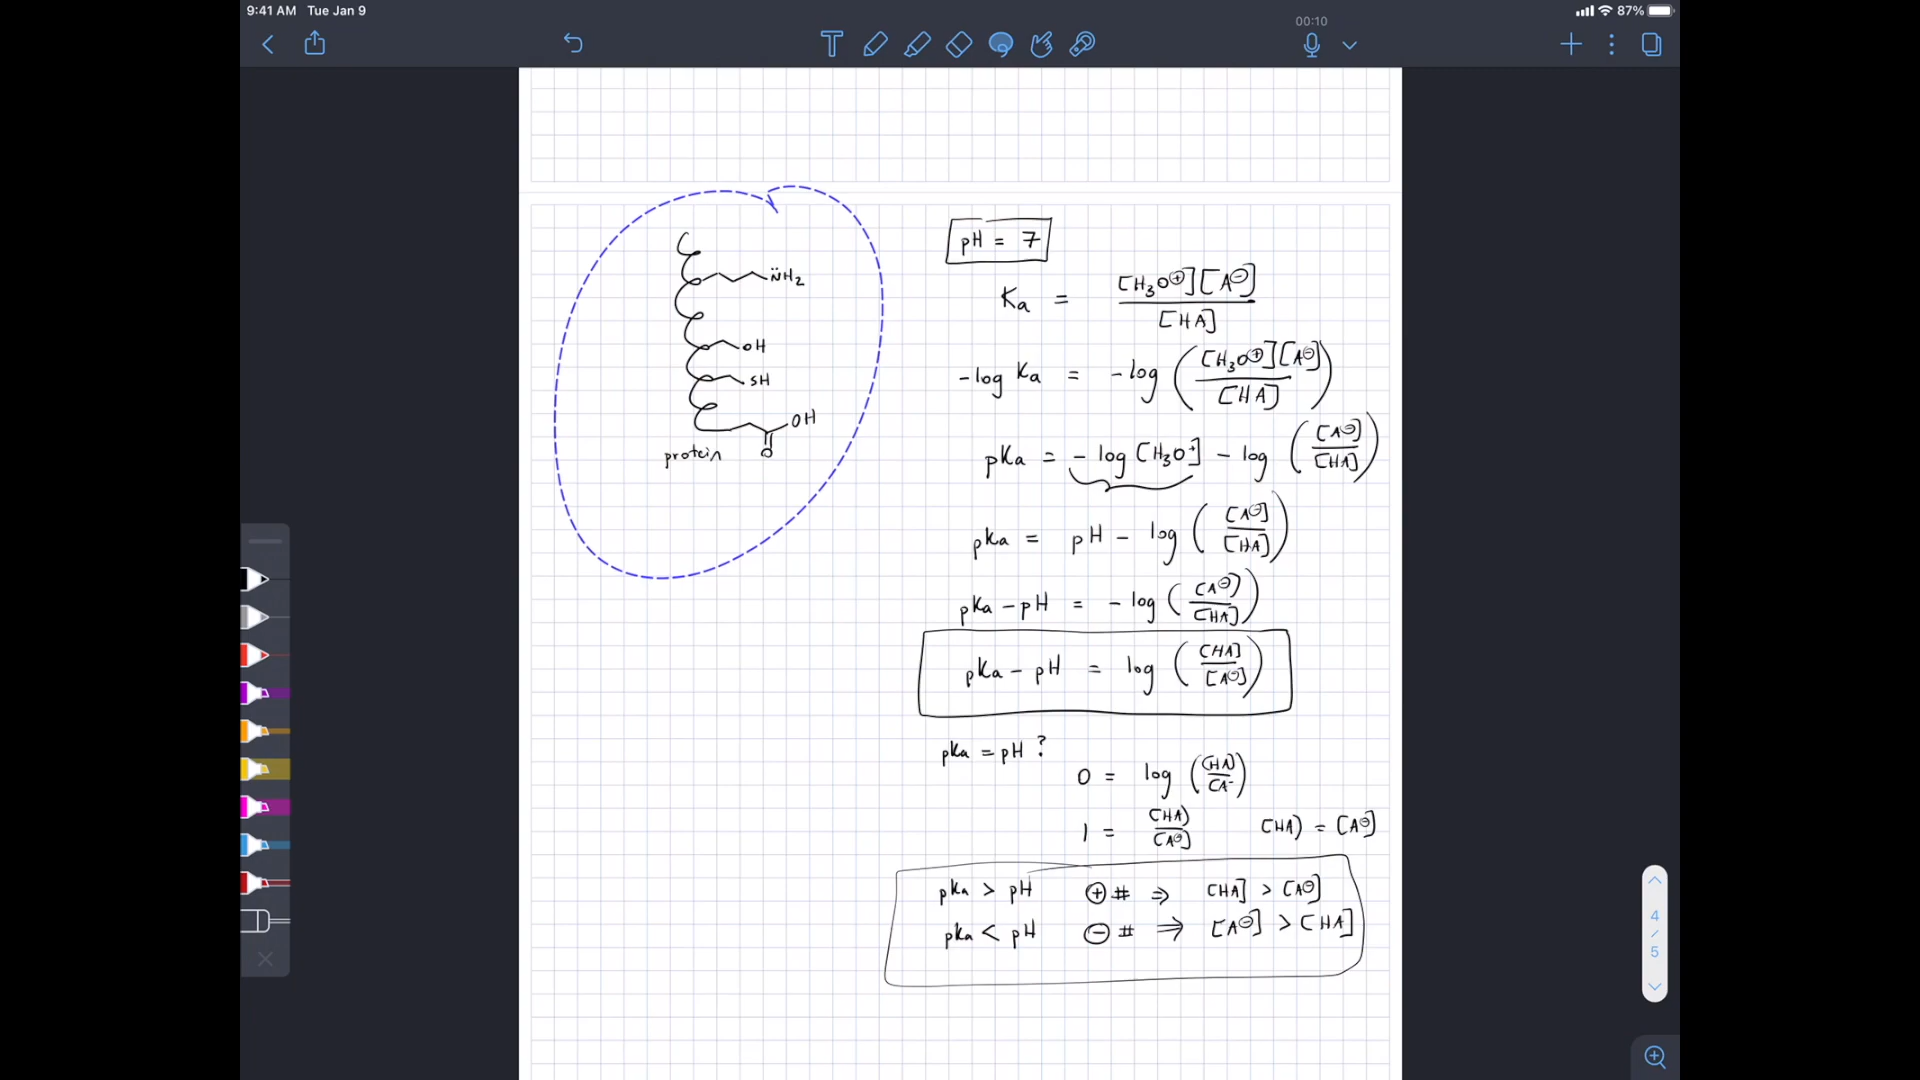 9:41 AM Tue Jan 9
87%
00:10
N̈H₂
OH
SH
OH
O
protein
pH = 7
Ka = [H₃O⊕][A⊖] / [HA]
-log Ka = -log ([H₃O⊕][A⊖] / [HA])
pKa = - log [H₃O⁺] - log ([A⊖] / [HA])
pKa = pH - log ([A⊖] / [HA])
pKa - pH = - log ([A⊖] / [HA])
pKa - pH = log ([HA] / [A⊖])
pKa = pH ?
0 = log ([HA] / [A⁻])
1 = [HA] / [A⊖] [HA] = [A⊖]
pKa > pH ⊕ # ⇒ [HA] > [A⊖]
pKa < pH ⊖ # ⇒ [A⊖] > [HA]
4
/
5